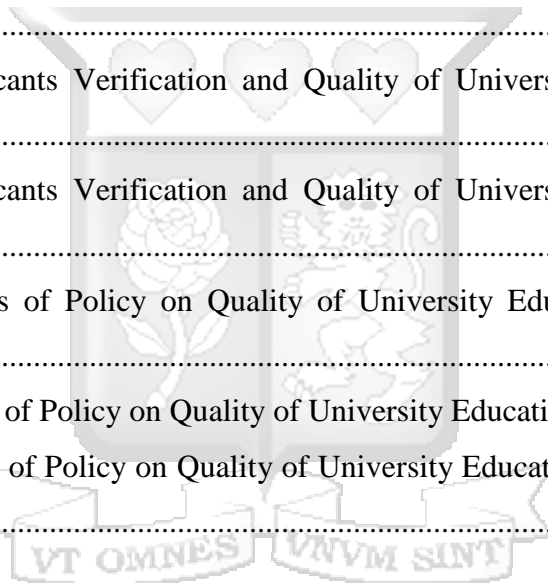 ................................................................
cants Verification and Quality of Univers
................................................................
cants Verification and Quality of Univers
................................................................
s of Policy on Quality of University Edu
................................................................
of Policy on Quality of University Educati
of Policy on Quality of University Educat
................................................................
VT OMNES VNVM SINT